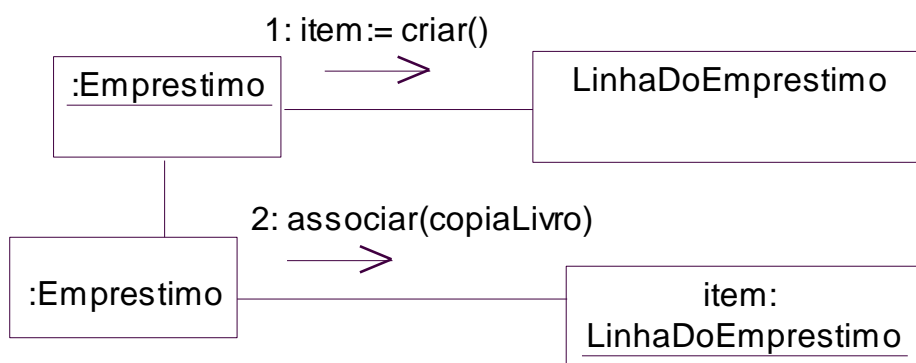 1: item:= criar()
:Emprestimo
LinhaDoEmprestimo
2: associar(copiaLivro)
:Emprestimo
item:
LinhaDoEmprestimo